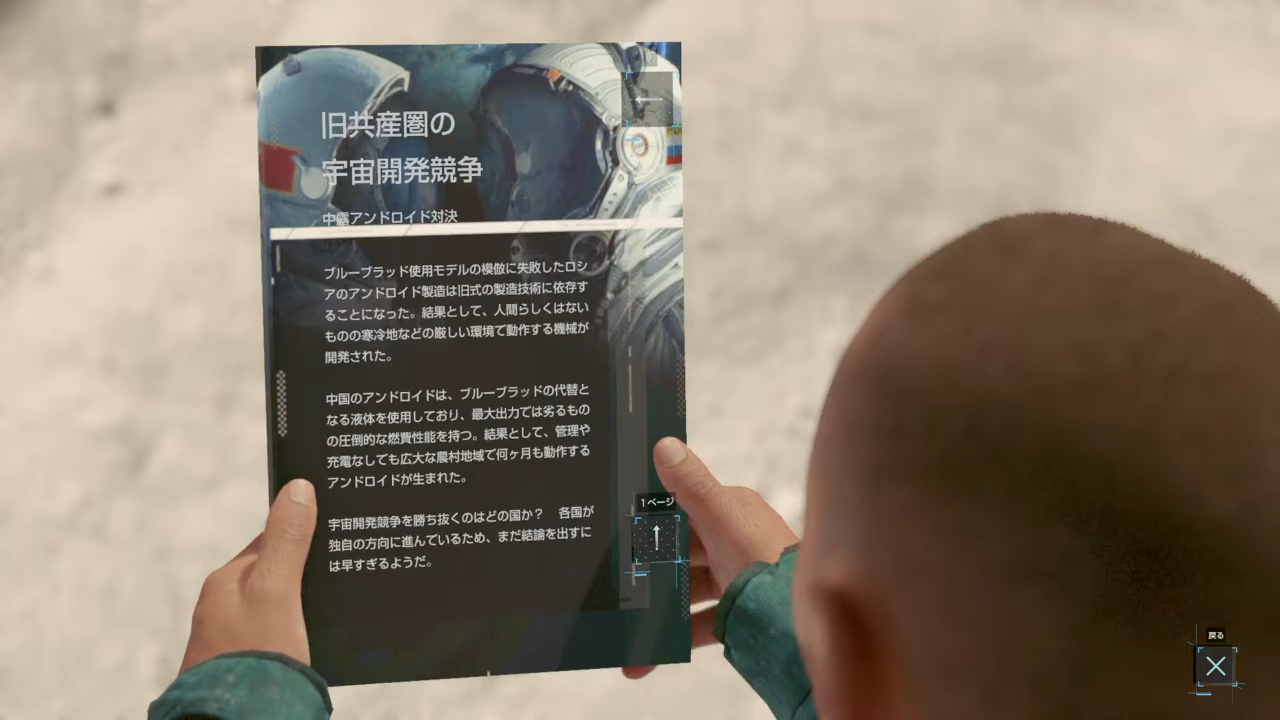 旧共産圏の
宇宙開発競争
中露アンドロイド対決
ブルーブラッド使用モデルの模倣に失敗したロシ
アのアンドロイド製造は旧式の製造技術に依存す
ることになった。結果として、人間らしくはない
ものの寒冷地などの厳しい環境で動作する機械が
開発された。
中国のアンドロイドは、ブルーブラッドの代替と
なる液体を使用しており、最大出力では劣るもの
の圧倒的な燃費性能を持つ。結果として、管理や
充電なしでも広大な農村地域で何ヶ月も動作する
アンドロイドが生まれた。
宇宙開発競争を勝ち抜くのはどの国か？　各国が
独自の方向に進んでいるため、まだ結論を出すに
は早すぎるようだ。
1ページ
戻る